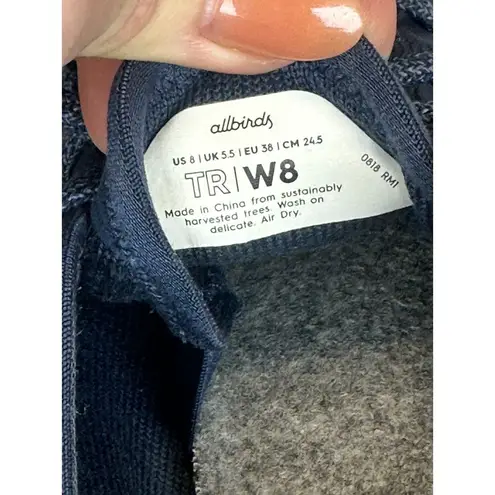 allbirds
US 8 | UK 5.5 | EU 38 | CM 24.5
TR | W8
Made in China from sustainably
harvested trees. Wash on
delicate. Air Dry.
0818 RM1